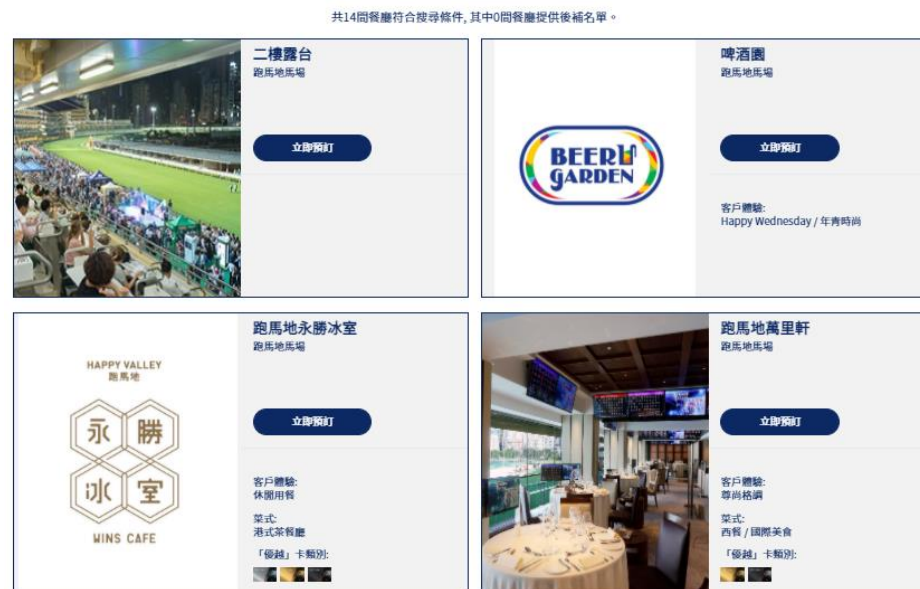 共14間餐廳符合搜尋條件, 其中0間餐廳提供後補名單。
二樓露台
跑馬地馬場
立即預訂
啤酒園
跑馬地馬場
立即預訂
BEER
GARDEN
客戶體驗:
Happy Wednesday / 年青時尚
跑馬地永勝冰室
跑馬地馬場
立即預訂
HAPPY VALLEY
跑馬地
永勝
冰室
WINS CAFE
客戶體驗:
休閒用餐
菜式:
港式茶餐廳
「優越」卡類別:
跑馬地萬里軒
跑馬地馬場
立即預訂
客戶體驗:
尊尚格調
菜式:
西餐 / 國際美食
「優越」卡類別: